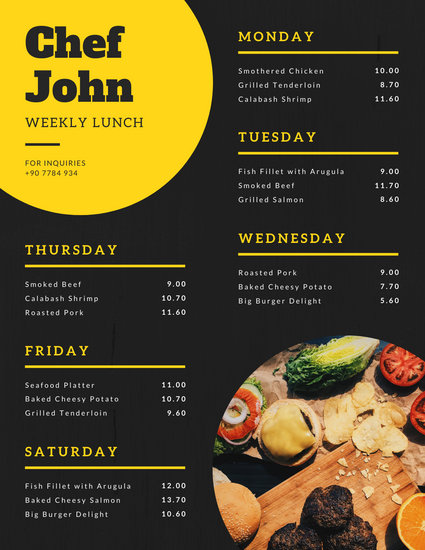 Chef
John
WEEKLY LUNCH
FOR INQUIRIES
+90 7784 934
MONDAY
Smothered Chicken 10.00
Grilled Tenderloin 8.70
Calabash Shrimp 11.60
TUESDAY
Fish Fillet with Arugula 9.00
Smoked Beef 11.70
Grilled Salmon 8.60
WEDNESDAY
Roasted Pork 9.00
Baked Cheesy Potato 7.70
Big Burger Delight 5.60
THURSDAY
Smoked Beef 9.00
Calabash Shrimp 10.70
Roasted Pork 11.60
FRIDAY
Seafood Platter 11.00
Baked Cheesy Potato 10.70
Grilled Tenderloin 9.60
SATURDAY
Fish Fillet with Arugula 12.00
Baked Cheesy Salmon 13.70
Big Burger Delight 10.60